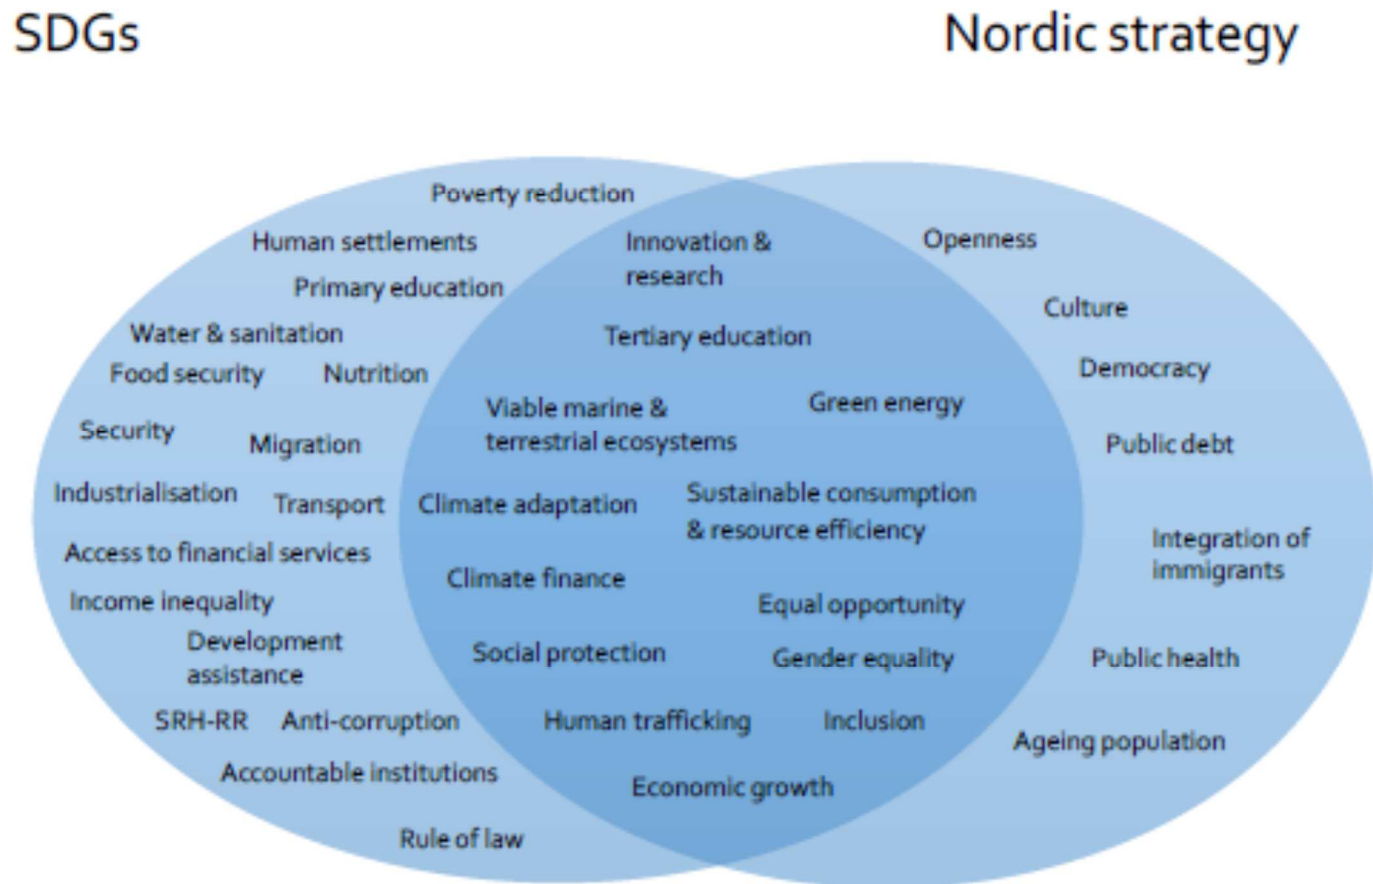 SDGs
Nordic strategy
Poverty reduction
Human settlements
Innovation &
research
Openness
Primary education
Culture
Water & sanitation
Tertiary education
Food security
Nutrition
Democracy
Viable marine &
terrestrial ecosystems
Green energy
Security
Migration
Public debt
Industrialisation
Transport
Climate adaptation
Sustainable consumption
& resource efficiency
Access to financial services
Integration of
immigrants
Climate finance
Income inequality
Equal opportunity
Development
assistance
Social protection
Gender equality
Public health
SRH-RR
Anti-corruption
Human trafficking
Inclusion
Ageing population
Accountable institutions
Economic growth
Rule of law